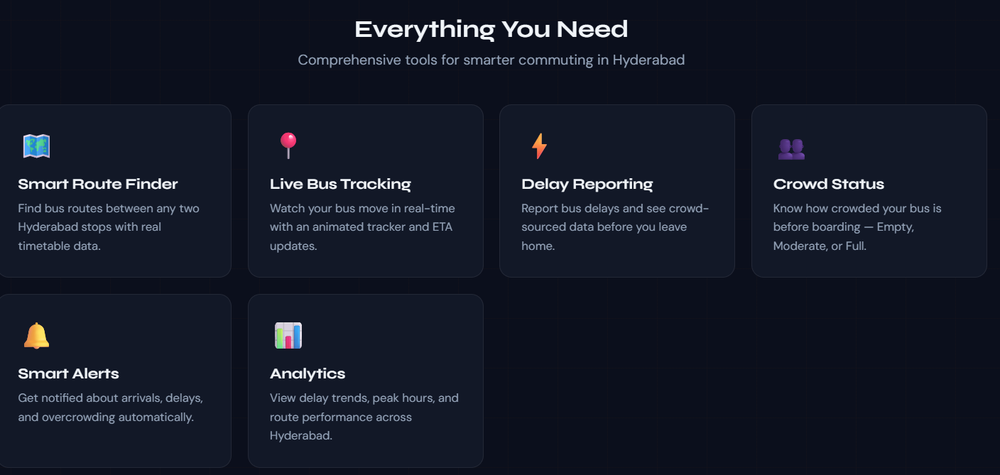 Everything You Need
Comprehensive tools for smarter commuting in Hyderabad
Smart Route Finder
Find bus routes between any two
Hyderabad stops with real
timetable data.
Live Bus Tracking
Watch your bus move in real-time
with an animated tracker and ETA
updates.
Delay Reporting
Report bus delays and see crowd-
sourced data before you leave
home.
Crowd Status
Know how crowded your bus is
before boarding — Empty,
Moderate, or Full.
Smart Alerts
Get notified about arrivals, delays,
and overcrowding automatically.
Analytics
View delay trends, peak hours, and
route performance across
Hyderabad.